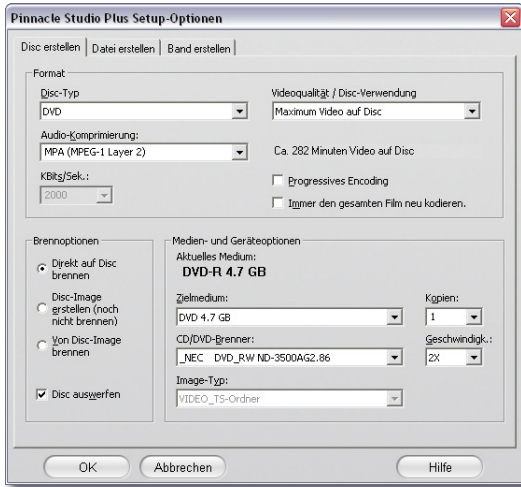 Pinnacle Studio Plus Setup-Optionen
Disc erstellen
Datei erstellen
Band erstellen
Format
Disc-Typ
DVD
Audio-Komprimierung:
MPA (MPEG-1 Layer 2)
KBits/Sek.:
2000
Videoqualität / Disc-Verwendung
Maximum Video auf Disc
Ca. 282 Minuten Video auf Disc
Progressives Encoding
Immer den gesamten Film neu kodieren.
Brennoptionen
Direkt auf Disc
brennen
Disc-Image
erstellen (noch
nicht brennen)
Von Disc-Image
brennen
Disc auswerfen
Medien- und Geräteoptionen
Aktuelles Medium:
DVD-R 4.7 GB
Zielmedium:
DVD 4.7 GB
Kopien:
1
CD/DVD-Brenner:
_NEC DVD_RW ND-3500AG2.86
Geschwindigk.:
2X
Image-Typ:
VIDEO_TS-Ordner
OK
Abbrechen
Hilfe